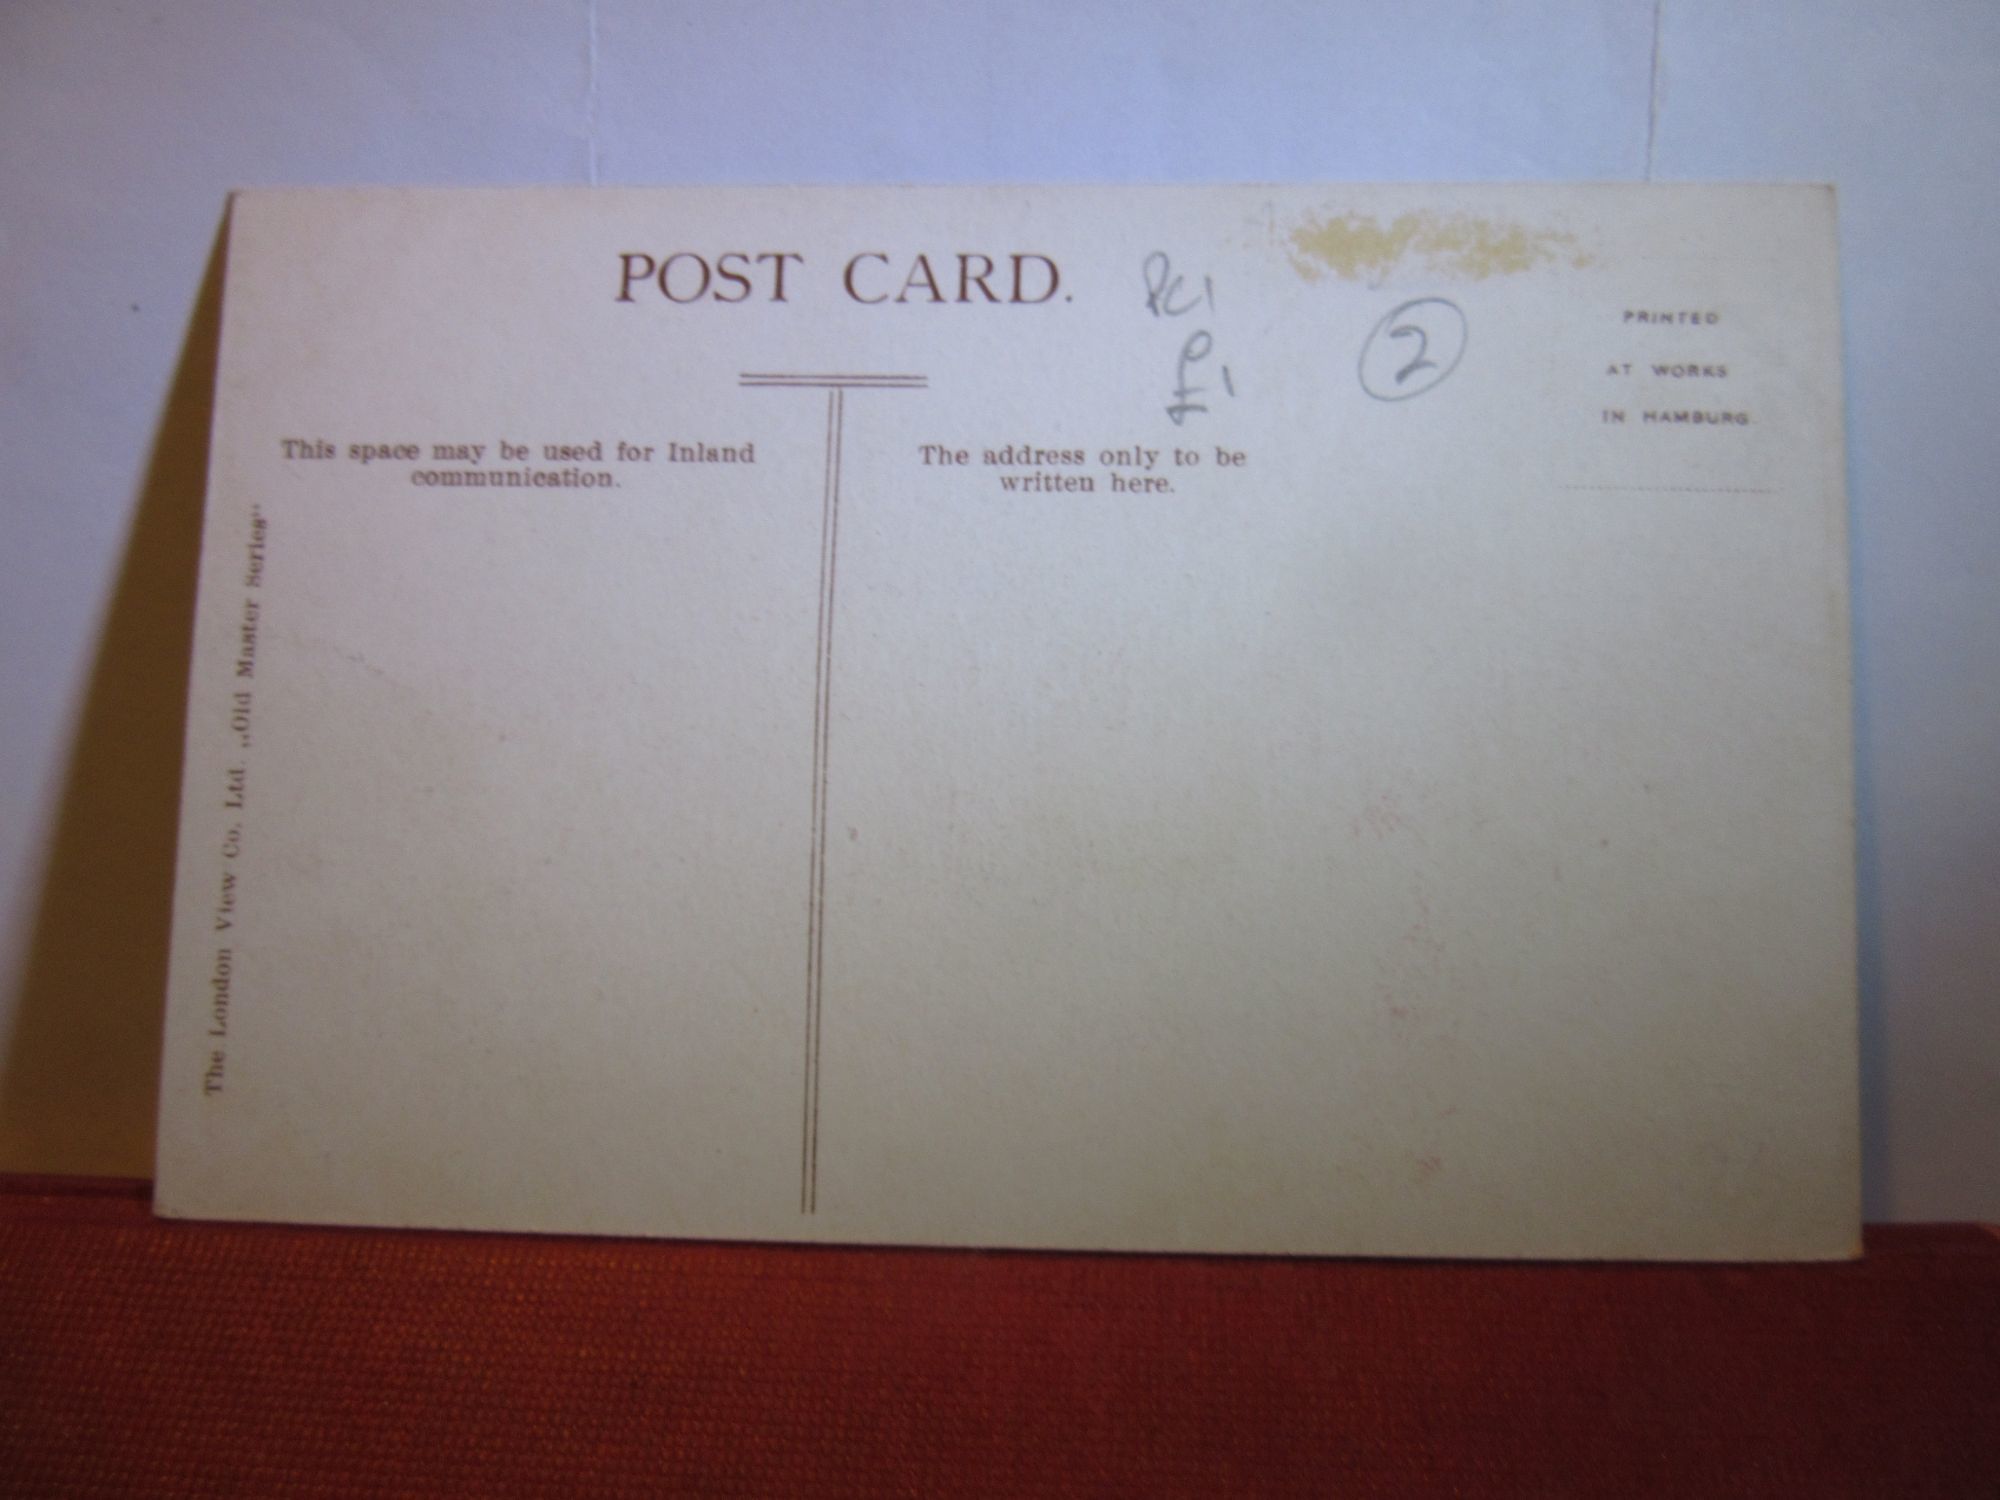 POST CARD.
PC1
£1
2
PRINTED
AT WORKS
IN HAMBURG.
This space may be used for Inland
communication.
The address only to be
written here.
The London View Co. Ltd. „Old Master Series“